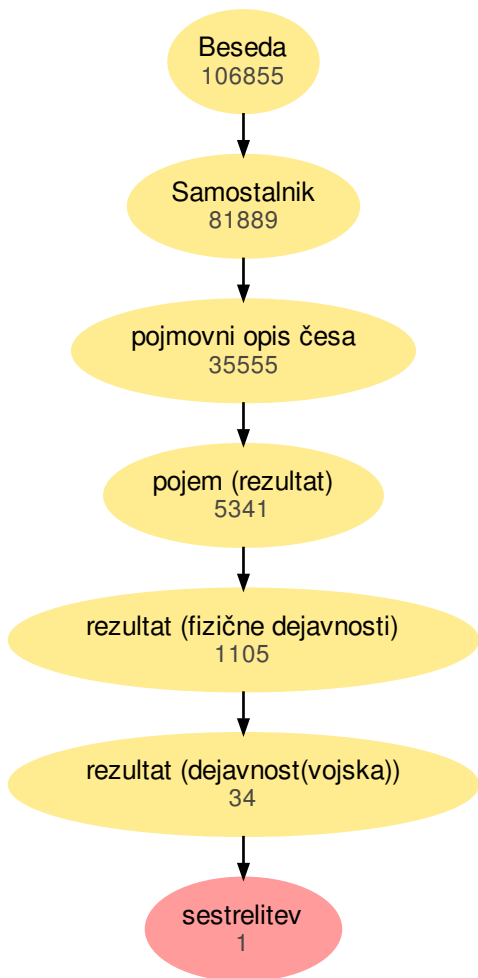 Beseda
106855
Samostalnik
81889
pojmovni opis česa
35555
pojem (rezultat)
5341
rezultat (fizične dejavnosti)
1105
rezultat (dejavnost(vojska))
34
sestrelitev
1